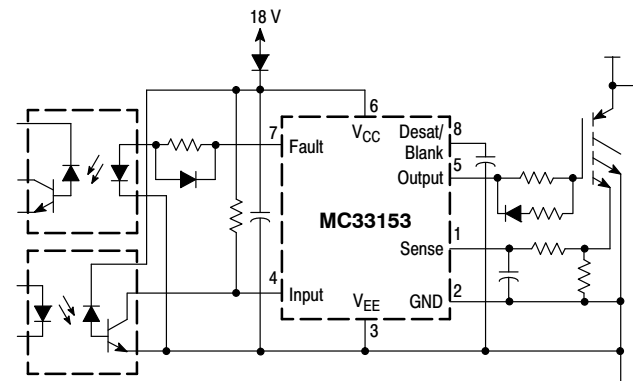 18 V
6
VCC
Desat/
Blank
8
7
Fault
5
Output
MC33153
Sense
1
4
Input
VEE
GND
2
3